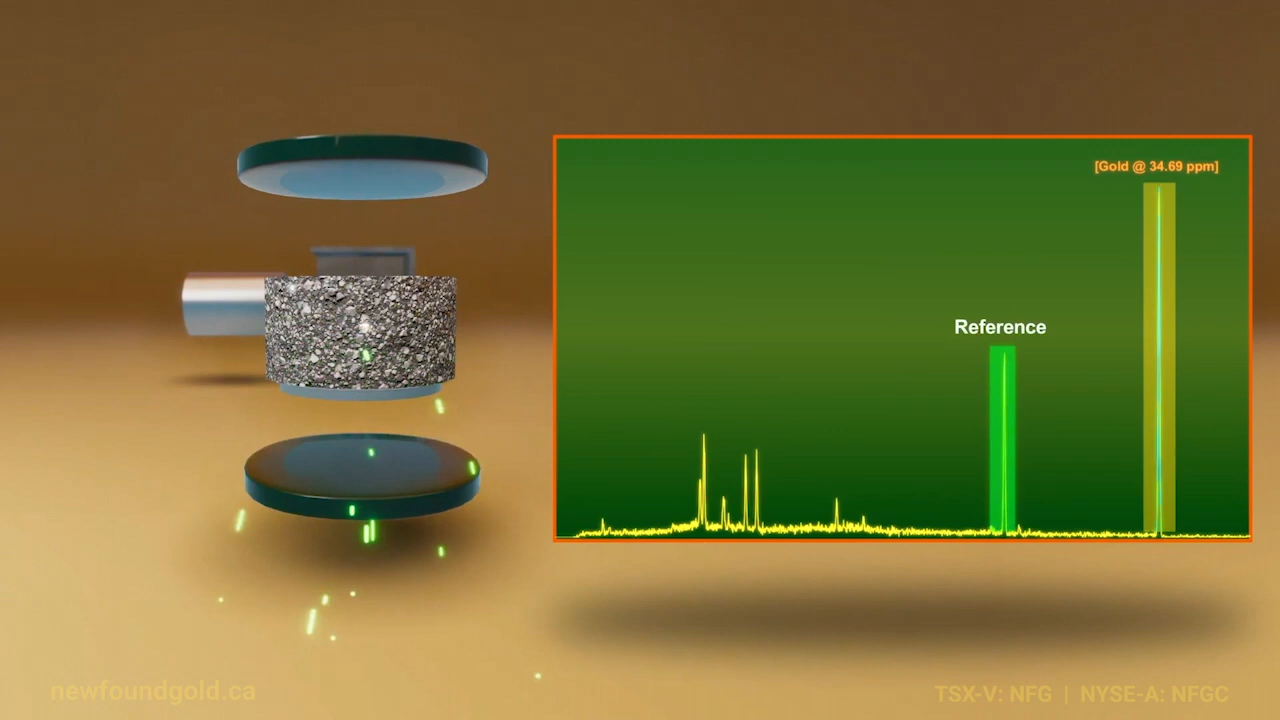 [Gold @ 34.69 ppm]
Reference
newfoundgold.ca
TSX-V: NFG | NYSE-A: NFGC